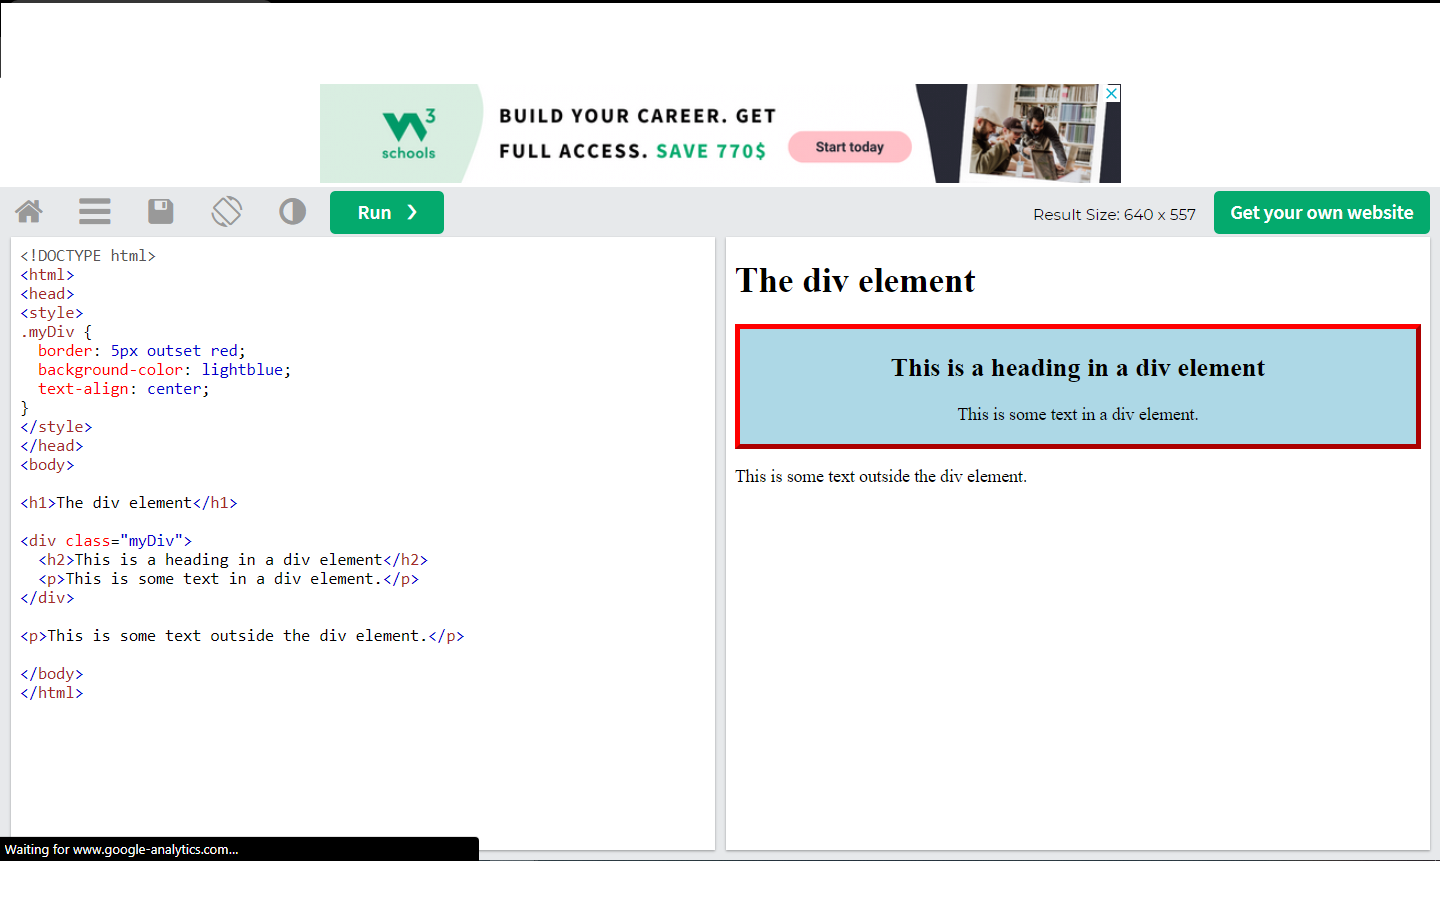 W3
schools
BUILD YOUR CAREER. GET
FULL ACCESS. SAVE 770$
Start today
Run ❯
Result Size: 640 x 557
Get your own website
<!DOCTYPE html>
<html>
<head>
<style>
.myDiv {
  border: 5px outset red;
  background-color: lightblue;
  text-align: center;
}
</style>
</head>
<body>

<h1>The div element</h1>

<div class="myDiv">
  <h2>This is a heading in a div element</h2>
  <p>This is some text in a div element.</p>
</div>

<p>This is some text outside the div element.</p>

</body>
</html>
The div element
This is a heading in a div element
This is some text in a div element.
This is some text outside the div element.
Waiting for www.google-analytics.com...